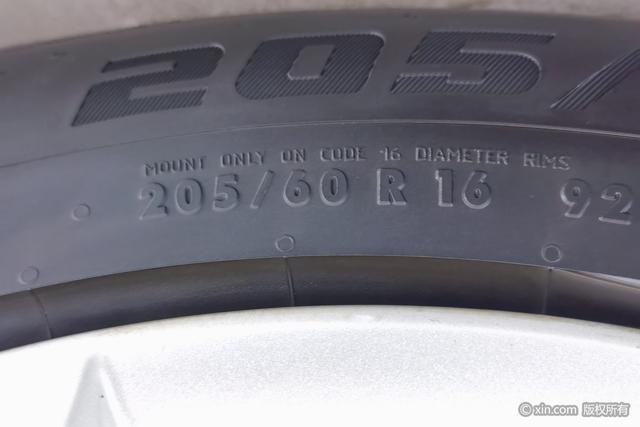 205/
MOUNT ONLY ON CODE 16 DIAMETER RIMS
205/60 R 16 92
© xin.com 版权所有